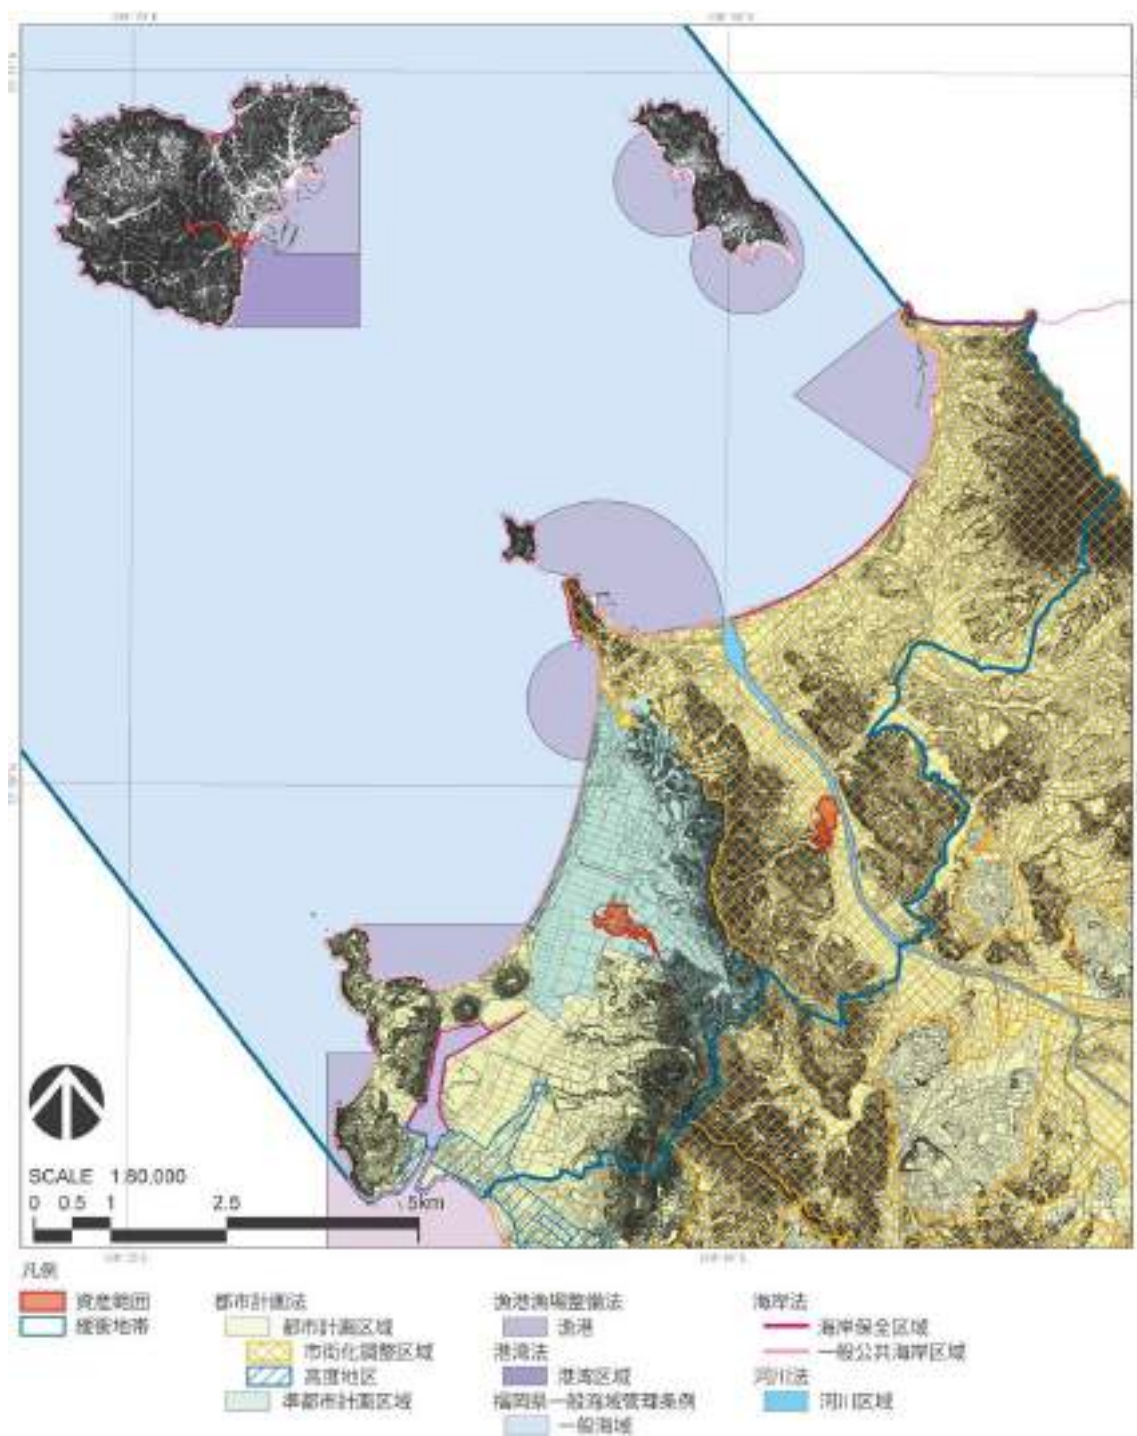 SCALE 1:80,000
0 0.5 1 2.5 5km
凡例
資産範囲
緩衝地帯
都市計画法
都市計画区域
市街化調整区域
高度地区
準都市計画区域
漁港漁場整備法
漁港
港湾法
港湾区域
福岡県一般海域管理条例
一般海域
海岸法
海岸保全区域
一般公共海岸区域
河川法
河川区域